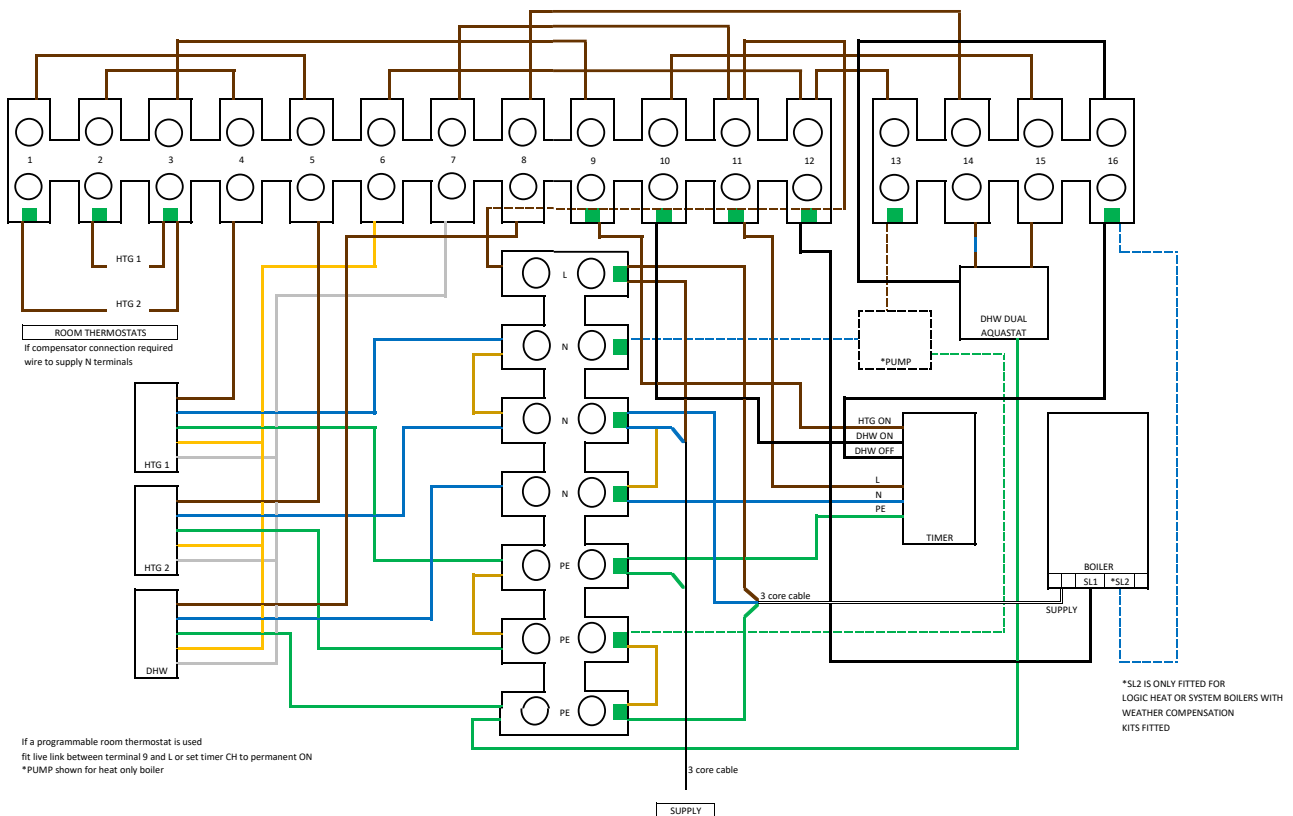 1 2 3 4 5 6 7 8 9 10 11 12 13 14 15 16
HTG 1
HTG 2
ROOM THERMOSTATS
If compensator connection required
wire to supply N terminals
L
N
N
N
PE
PE
PE
DHW DUAL
AQUASTAT
*PUMP
HTG 1
HTG 2
DHW
HTG ON
DHW ON
DHW OFF
L
N
PE
TIMER
BOILER
SL1 *SL2
SUPPLY
3 core cable
*SL2 IS ONLY FITTED FOR
LOGIC HEAT OR SYSTEM BOILERS WITH
WEATHER COMPENSATION
KITS FITTED
If a programmable room thermostat is used
fit live link between terminal 9 and L or set timer CH to permanent ON
*PUMP shown for heat only boiler
3 core cable
SUPPLY